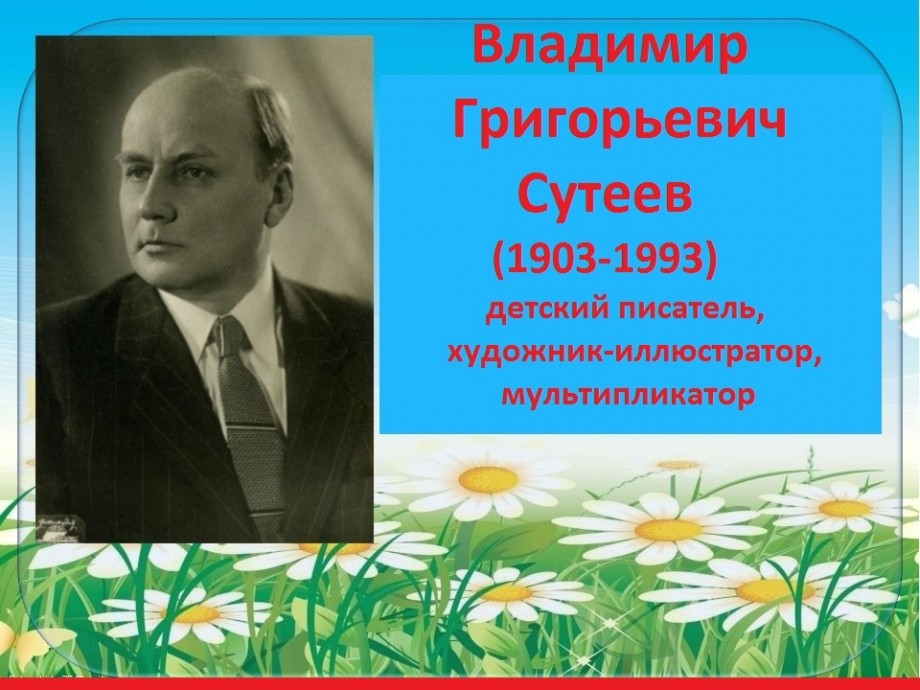 Владимир
Григорьевич
Сутеев
(1903-1993)
детский писатель,
художник-иллюстратор,
мультипликатор